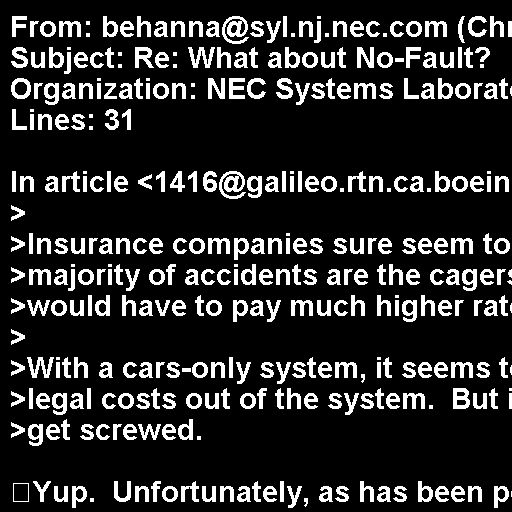 From: behanna@syl.nj.nec.com (Chr
Subject: Re: What about No-Fault?
Organization: NEC Systems Laborat
Lines: 31

In article <1416@galileo.rtn.ca.boein
>
>Insurance companies sure seem to
>majority of accidents are the cagers
>would have to pay much higher rat
>
>With a cars-only system, it seems t
>legal costs out of the system.  But i
>get screwed.

Yup.  Unfortunately, as has been p